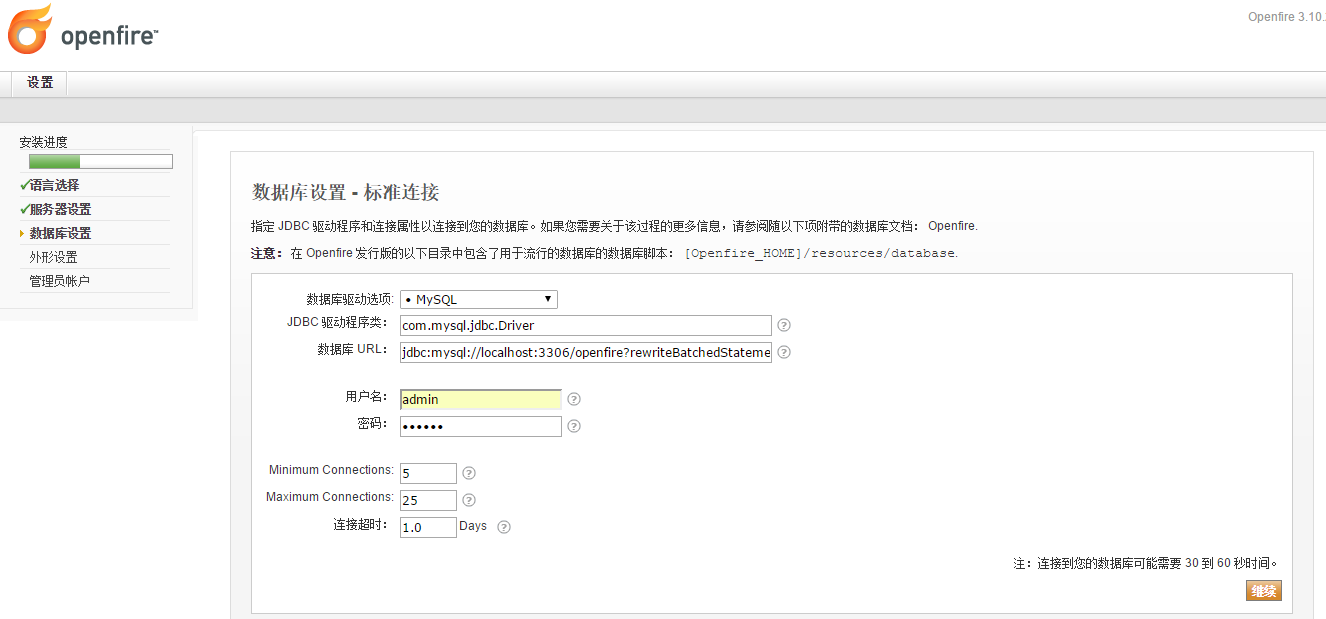 openfire™
Openfire 3.10.
设置
安装进度
语言选择
服务器设置
数据库设置
外形设置
管理员帐户
数据库设置 - 标准连接
指定 JDBC 驱动程序和连接属性以连接到您的数据库。如果您需要关于该过程的更多信息，请参阅随以下项附带的数据库文档： Openfire.
注意： 在 Openfire 发行版的以下目录中包含了用于流行的数据库的数据库脚本： [Openfire_HOME]/resources/database.
数据库驱动选项: • MySQL
JDBC 驱动程序类： com.mysql.jdbc.Driver ?
数据库 URL： jdbc:mysql://localhost:3306/openfire?rewriteBatchedStateme ?
用户名： admin ?
密码： •••••• ?
Minimum Connections: 5 ?
Maximum Connections: 25 ?
连接超时： 1.0 Days ?
注：连接到您的数据库可能需要 30 到 60 秒时间。
继续